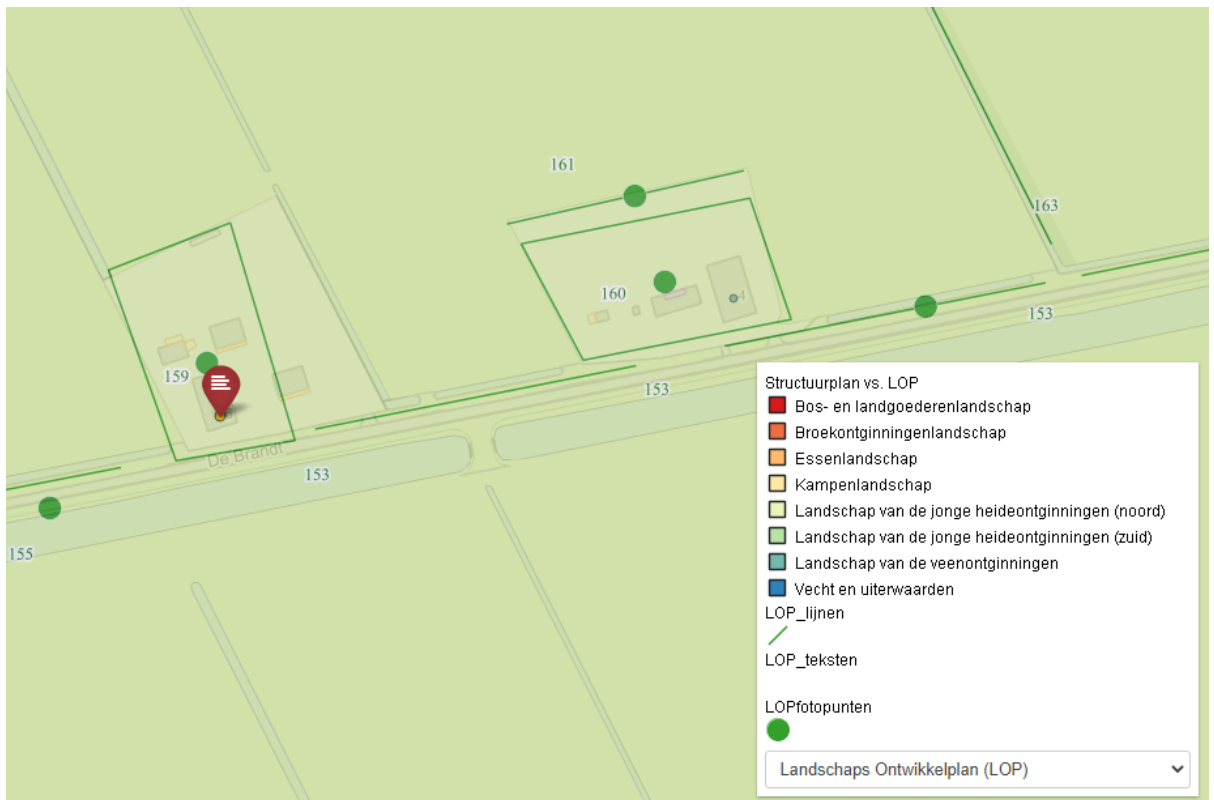 161
163
160
4
153
159
153
De Brandt
153
155
Structuurplan vs. LOP
Bos- en landgoederenlandschap
Broekontginningenlandschap
Essenlandschap
Kampenlandschap
Landschap van de jonge heideontginningen (noord)
Landschap van de jonge heideontginningen (zuid)
Landschap van de veenontginningen
Vecht en uiterwaarden
LOP_lijnen
LOP_teksten
LOPfotopunten
Landschaps Ontwikkelplan (LOP)